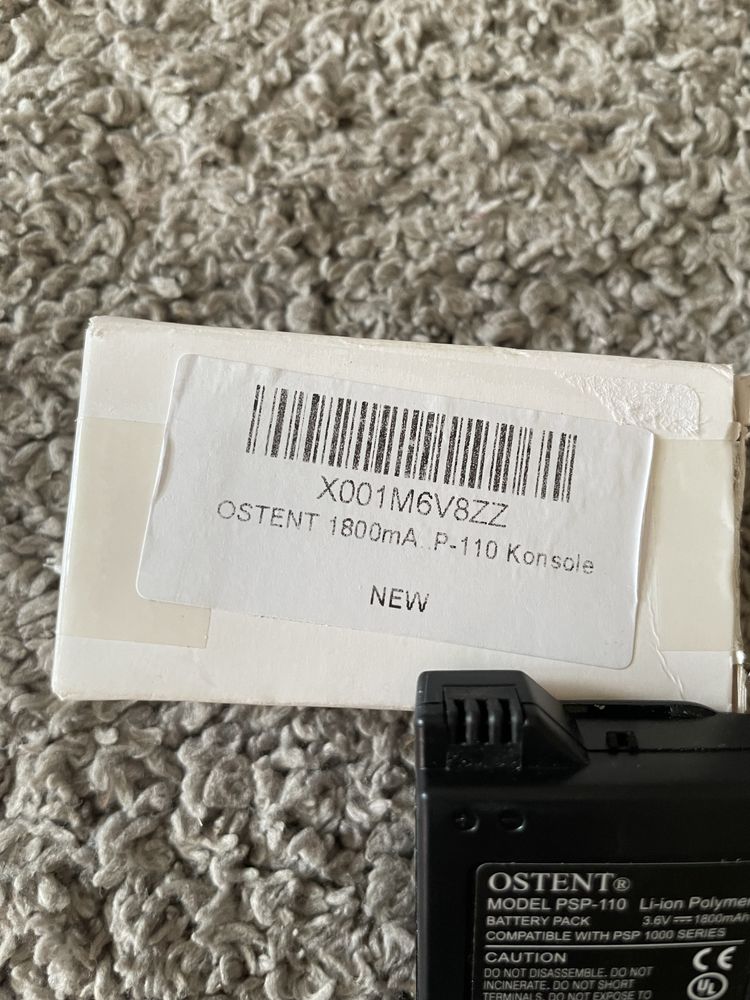 X001M6V8ZZ
OSTENT 1800mA..P-110 Konsole
NEW
+ -
OSTENT®
MODEL PSP-110 Li-ion Polymer
BATTERY PACK 3.6V⎓1800mAh
COMPATIBLE WITH PSP 1000 SERIES
CAUTION CE
DO NOT DISASSEMBLE. DO NOT
INCINERATE. DO NOT SHORT UL
TERMINALS. DO NOT EXPOSE TO